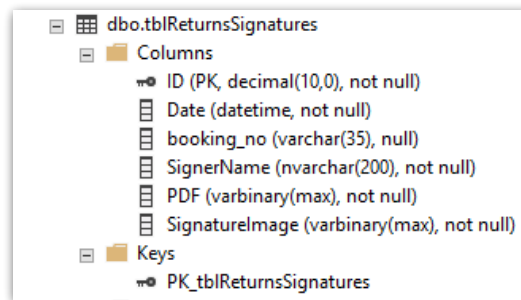 dbo.tblReturnsSignatures
Columns
ID (PK, decimal(10,0), not null)
Date (datetime, not null)
booking_no (varchar(35), null)
SignerName (nvarchar(200), not null)
PDF (varbinary(max), not null)
SignatureImage (varbinary(max), not null)
Keys
PK_tblReturnsSignatures